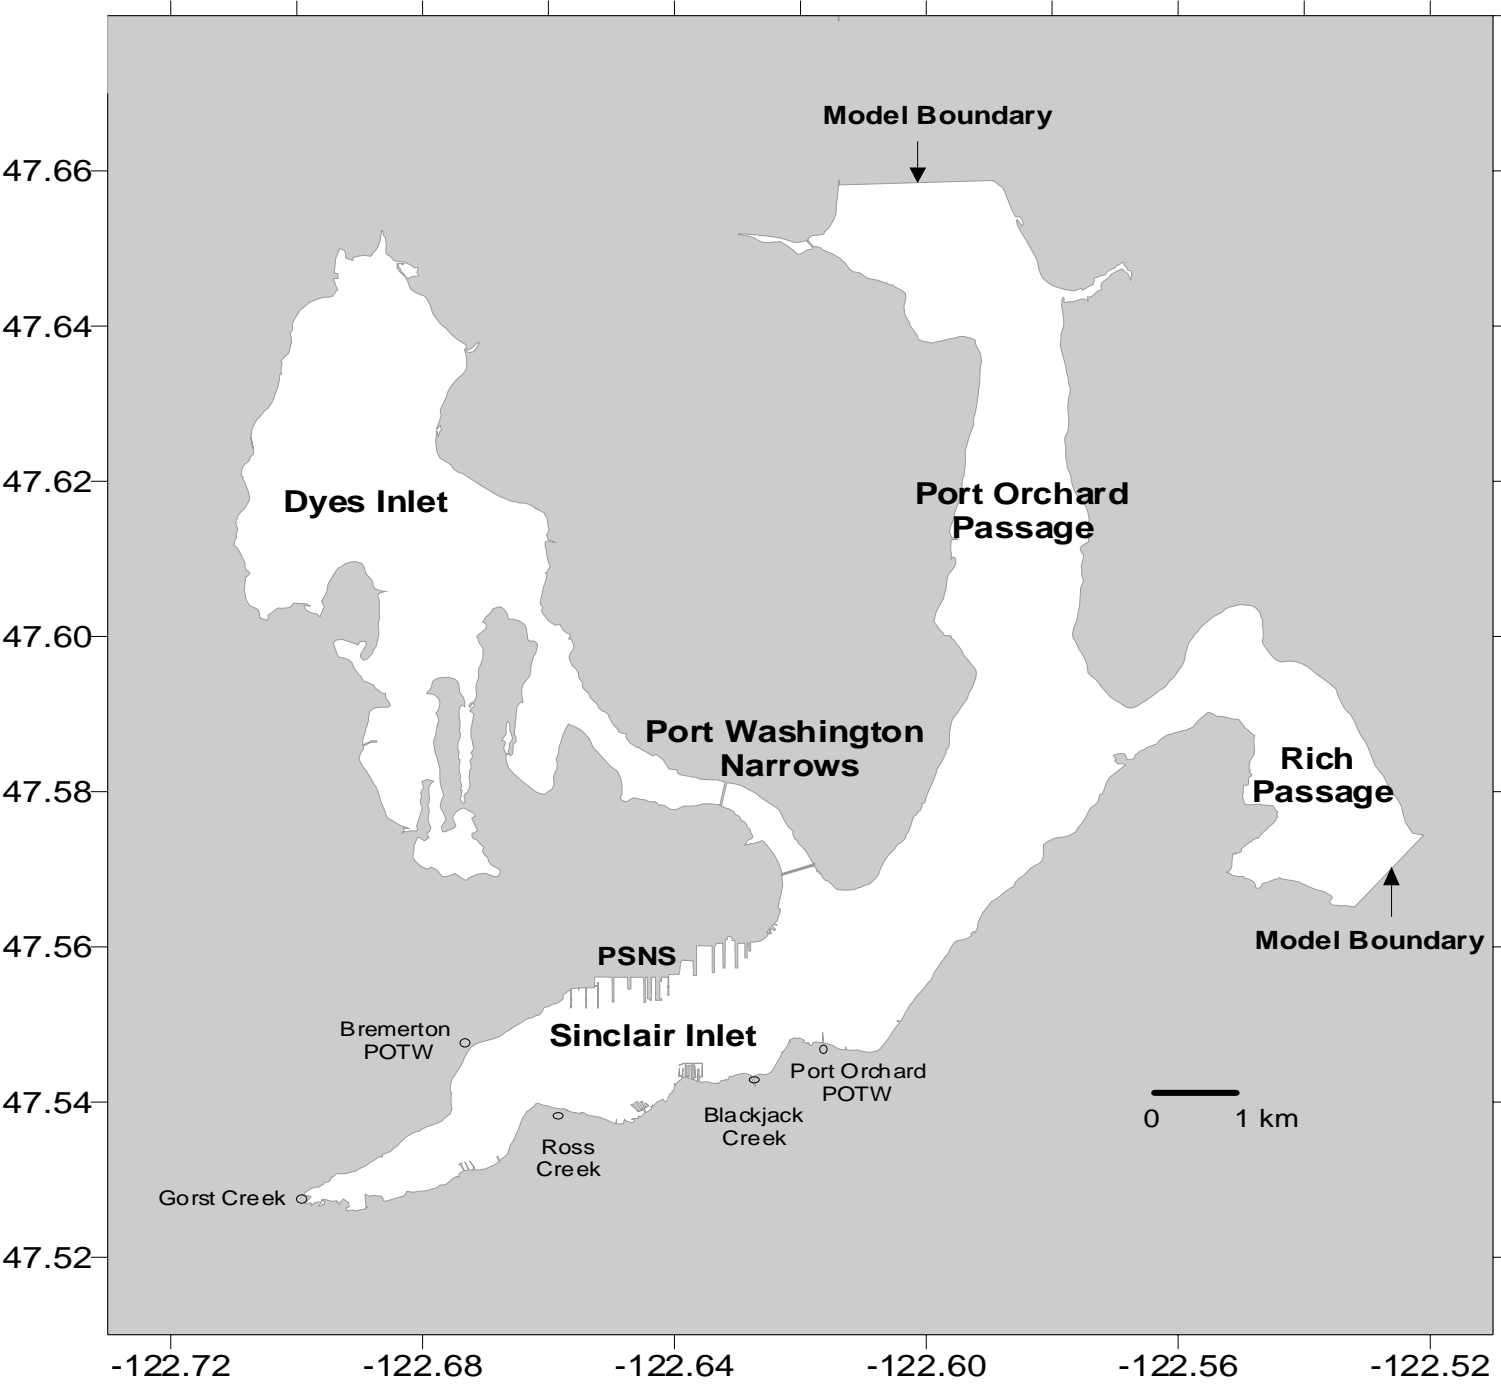 Model Boundary
47.66
47.64
47.62
Dyes Inlet
Port Orchard
Passage
47.60
Port Washington
Narrows
Rich
Passage
47.58
Model Boundary
47.56
PSNS
Sinclair Inlet
Bremerton
POTW
Port Orchard
POTW
47.54
Blackjack
Creek
0 1 km
Ross
Creek
Gorst Creek
47.52
-122.72 -122.68 -122.64 -122.60 -122.56 -122.52